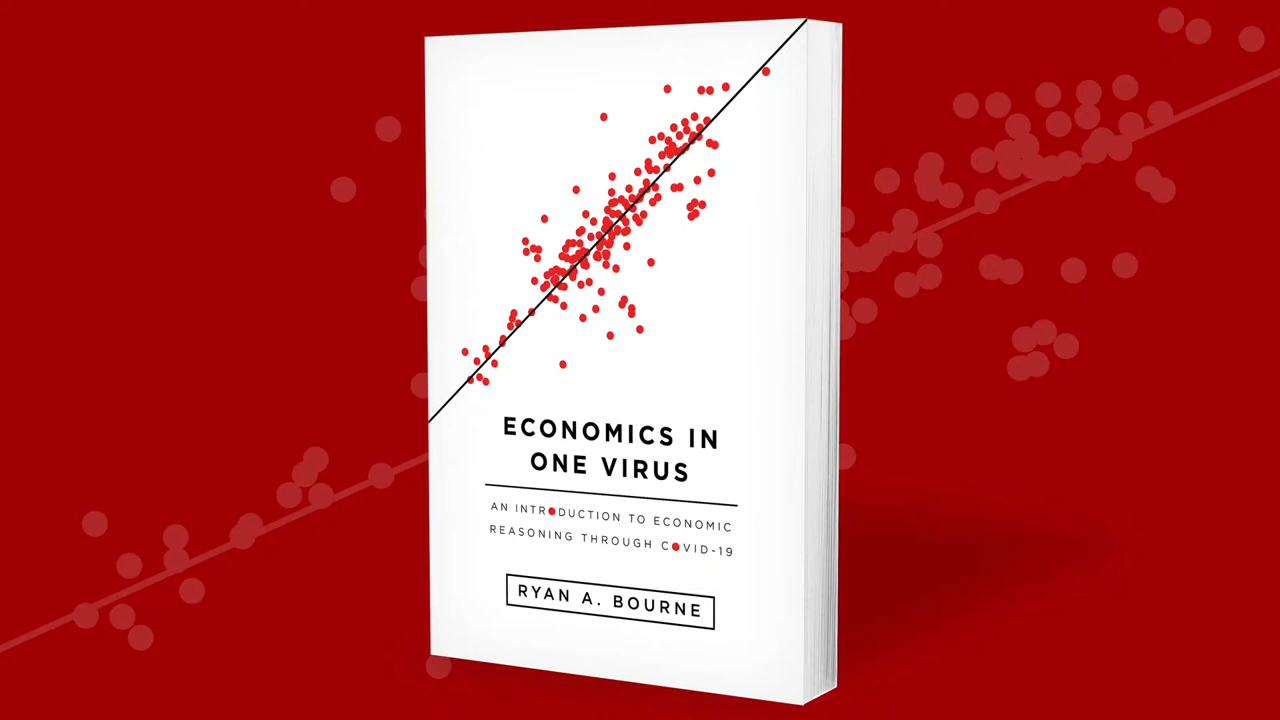 ECONOMICS IN
ONE VIRUS
AN INTRODUCTION TO ECONOMIC
REASONING THROUGH COVID-19
RYAN A. BOURNE